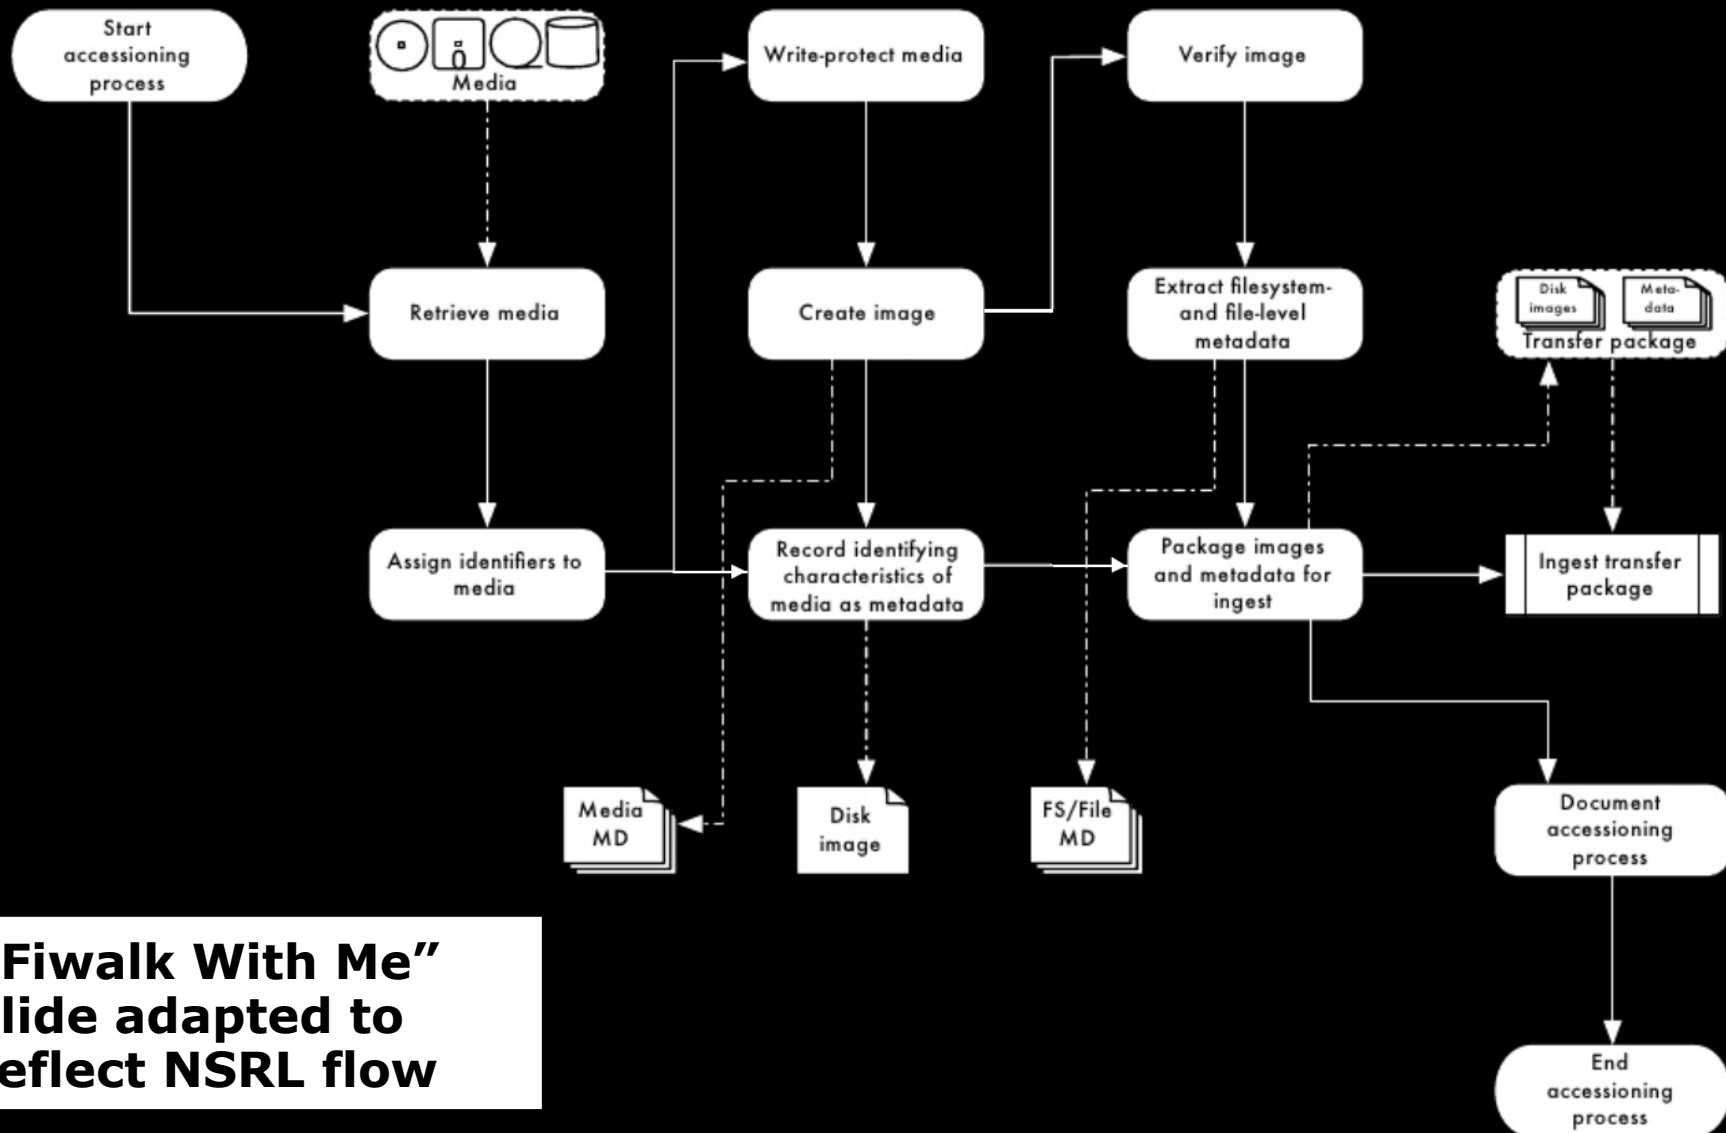 Start
accessioning
process
Media
Write-protect media
Verify image
Retrieve media
Create image
Extract filesystem-
and file-level
metadata
Disk
images
Meta-
data
Transfer package
Assign identifiers to
media
Record identifying
characteristics of
media as metadata
Package images
and metadata for
ingest
Ingest transfer
package
Media
MD
Disk
image
FS/File
MD
Document
accessioning
process
Fiwalk With Me”
lide adapted to
eflect NSRL flow
End
accessioning
process